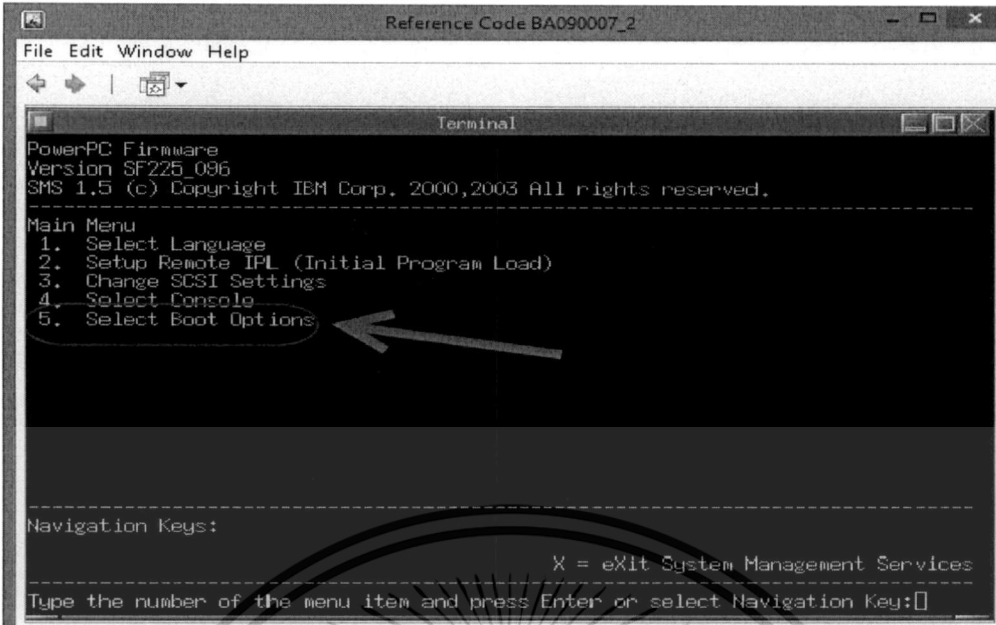 Reference Code BA090007_2
File Edit Window Help
Terminal
PowerPC Firmware
Version SF225_096
SMS 1.5 (c) Copyright IBM Corp. 2000,2003 All rights reserved.
Main Menu
1. Select Language
2. Setup Remote IPL (Initial Program Load)
3. Change SCSI Settings
4. Select Console
5. Select Boot Options
Navigation Keys:
X = eXit System Management Services
Type the number of the menu item and press Enter or select Navigation Key: